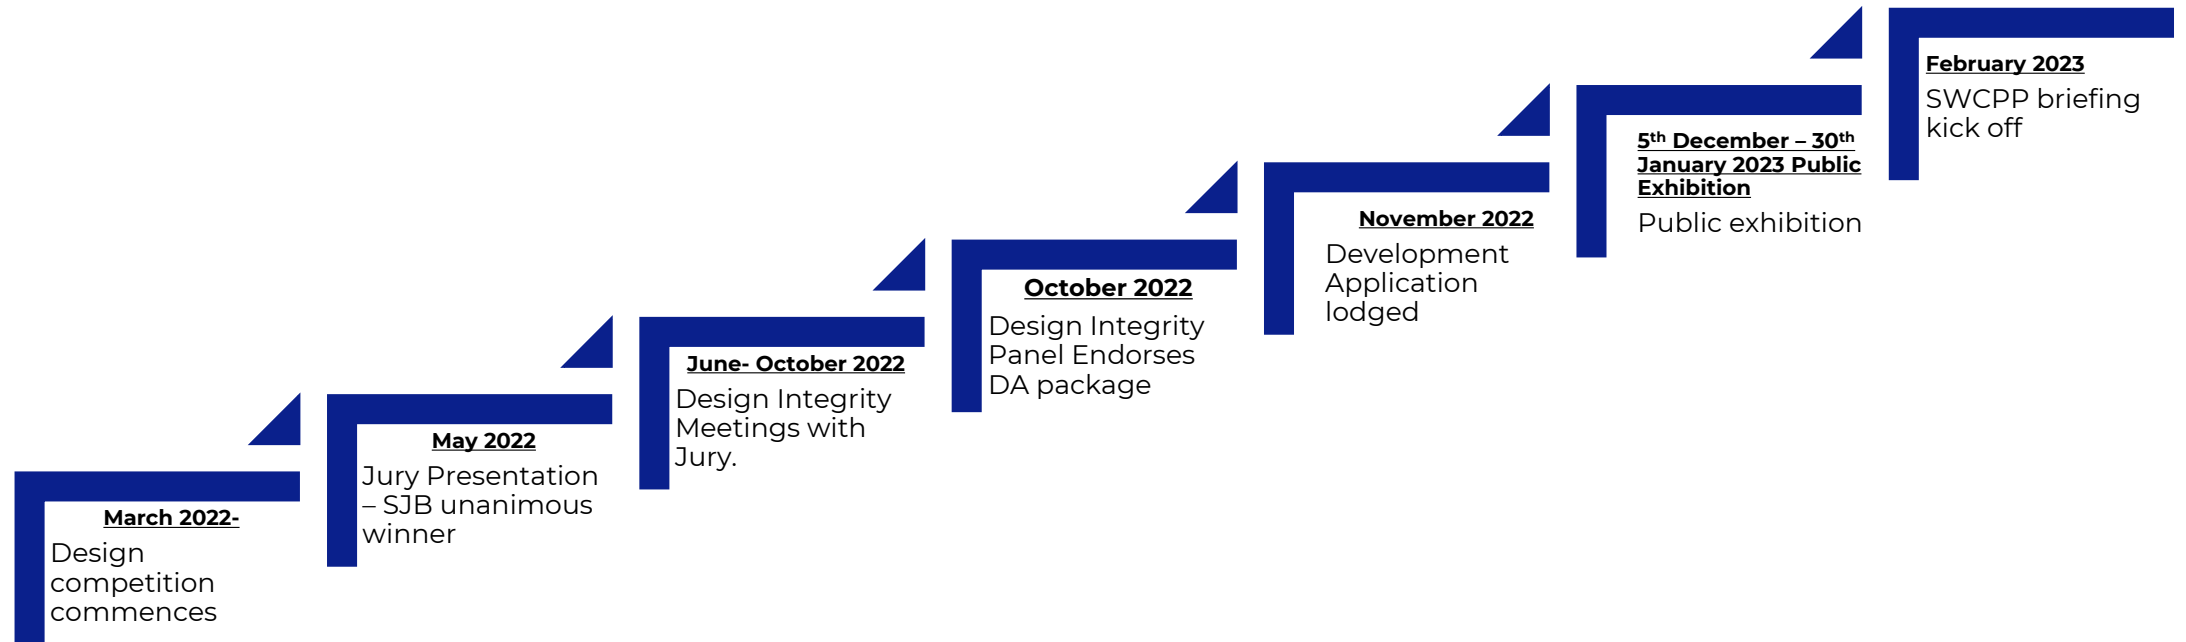 March 2022-
Design
competition
commences
May 2022
Jury Presentation
– SJB unanimous
winner
June- October 2022
Design Integrity
Meetings with
Jury.
October 2022
Design Integrity
Panel Endorses
DA package
November 2022
Development
Application
lodged
5th December – 30th
January 2023 Public
Exhibition
Public exhibition
February 2023
SWCPP briefing
kick off